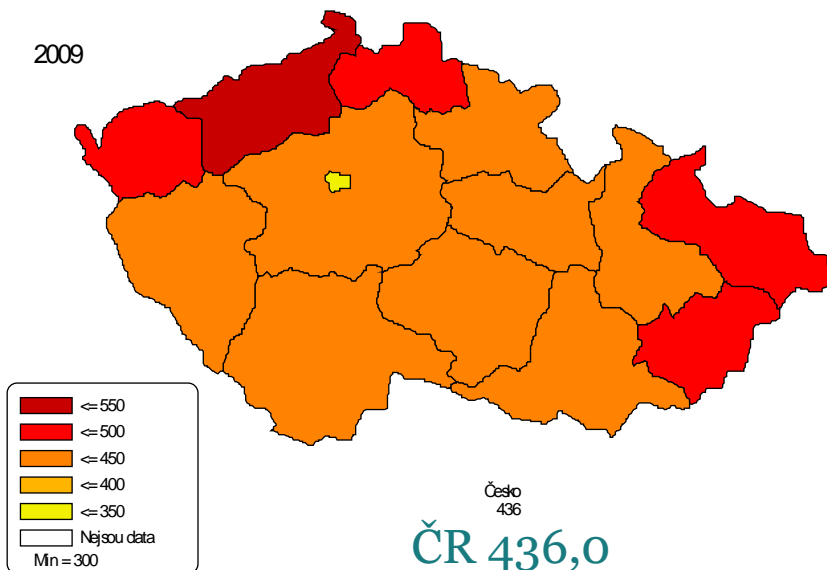 2009
<= 550
<= 500
<= 450
<= 400
<= 350
Nejsou data
Min = 300
Česko
436
ČR 436,0